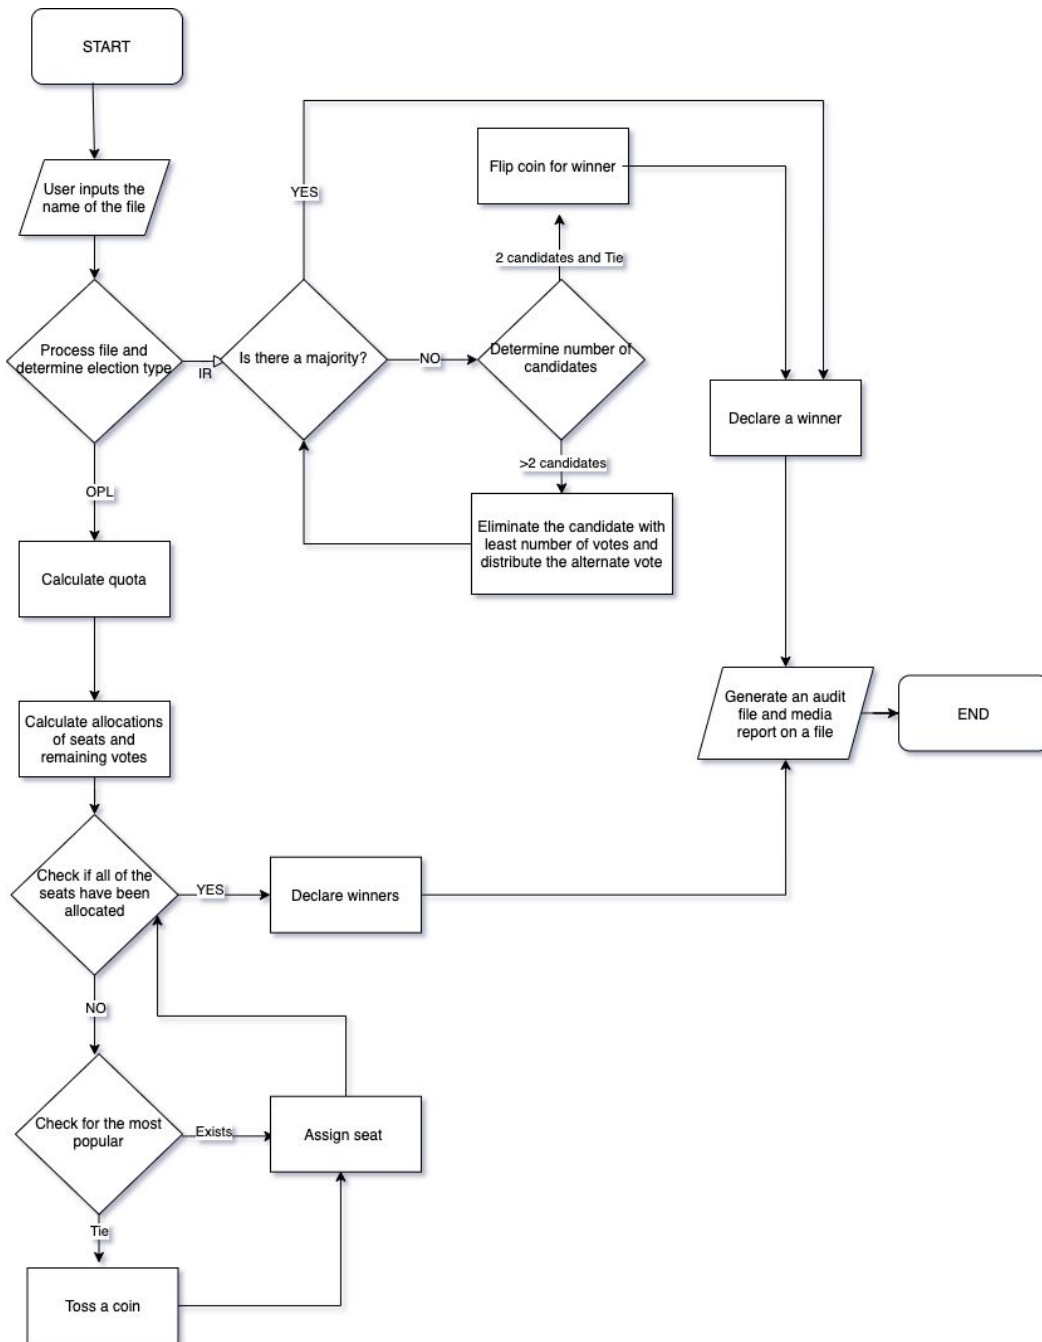 START
User inputs the
name of the file
Process file and
determine election type
IR
Is there a majority?
YES
NO
Determine number of
candidates
2 candidates and Tie
Flip coin for winner
>2 candidates
Eliminate the candidate with
least number of votes and
distribute the alternate vote
Declare a winner
OPL
Calculate quota
Calculate allocations
of seats and
remaining votes
Check if all of the
seats have been
allocated
YES
Declare winners
Generate an audit
file and media
report on a file
END
NO
Check for the most
popular
Exists
Assign seat
Tie
Toss a coin